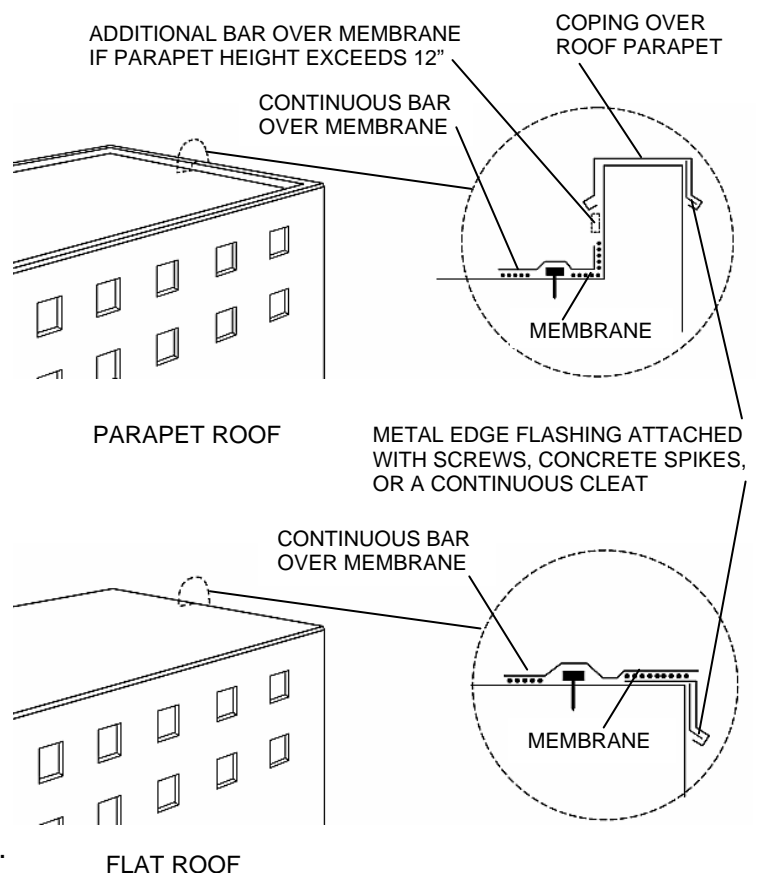 ADDITIONAL BAR OVER MEMBRANE
IF PARAPET HEIGHT EXCEEDS 12”
COPING OVER
ROOF PARAPET
CONTINUOUS BAR
OVER MEMBRANE
MEMBRANE
PARAPET ROOF
METAL EDGE FLASHING ATTACHED
WITH SCREWS, CONCRETE SPIKES,
OR A CONTINUOUS CLEAT
CONTINUOUS BAR
OVER MEMBRANE
MEMBRANE
.
FLAT ROOF